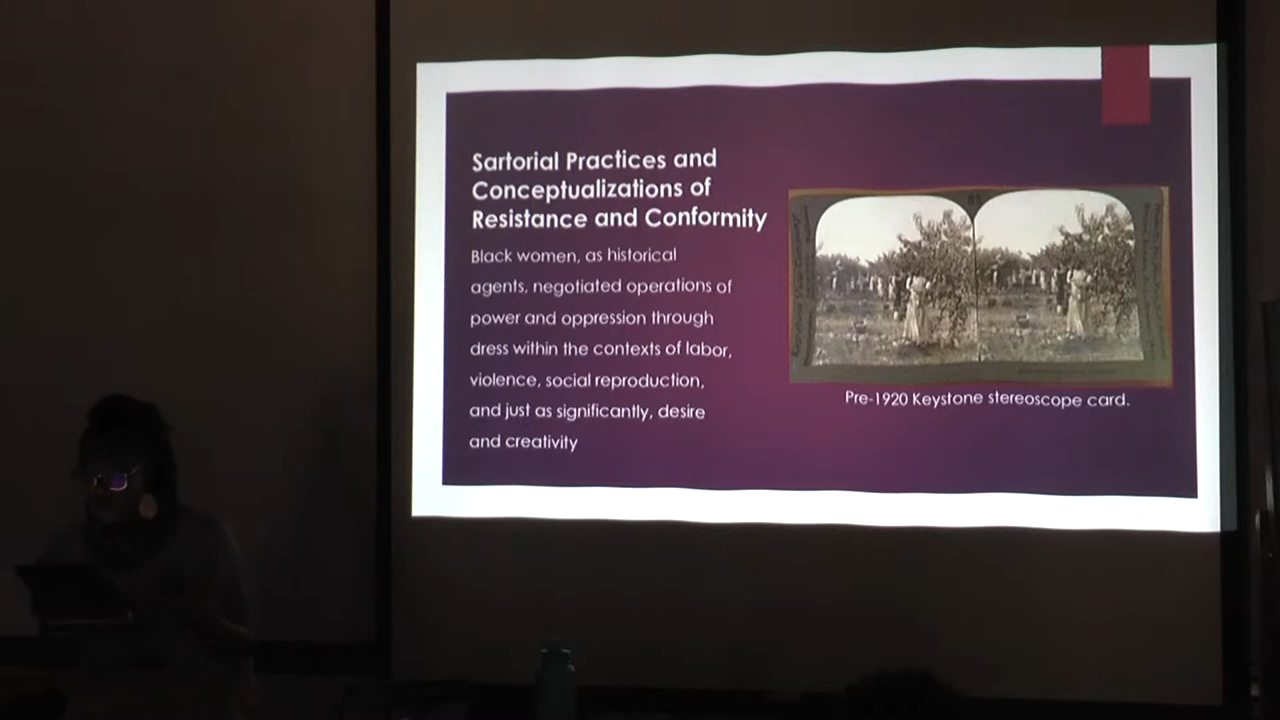 Sartorial Practices and
Conceptualizations of
Resistance and Conformity
Black women, as historical
agents, negotiated operations of
power and oppression through
dress within the contexts of labor,
violence, social reproduction,
and just as significantly, desire
and creativity
Pre-1920 Keystone stereoscope card.